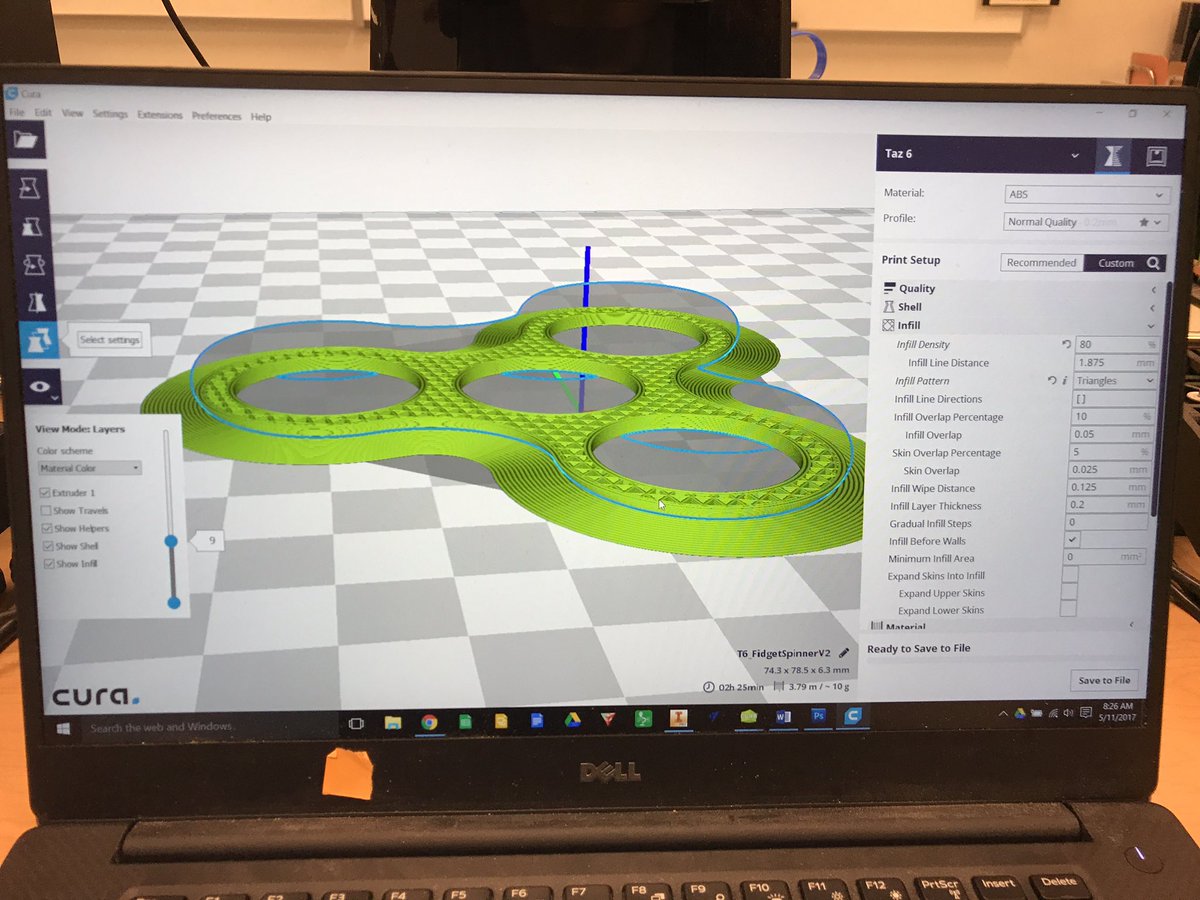 Cura
File Edit View Settings Extensions Preferences Help
Taz 6
Material: ABS
Profile: Normal Quality - 0.2mm
Print Setup Recommended Custom
Quality
Shell
Infill
Infill Density 80 %
Infill Line Distance 1.875 mm
Infill Pattern i Triangles
Infill Line Directions []
Infill Overlap Percentage 10 %
Infill Overlap 0.05 mm
Skin Overlap Percentage 5 %
Skin Overlap 0.025 mm
Infill Wipe Distance 0.125 mm
Infill Layer Thickness 0.2 mm
Gradual Infill Steps 0
Infill Before Walls
Minimum Infill Area 0 mm²
Expand Skins Into Infill
Expand Upper Skins
Expand Lower Skins
Material
Ready to Save to File
Save to File
Select settings
View Mode: Layers
Color scheme
Material Color
Extruder 1
Show Travels
Show Helpers
Show Shell
Show Infill
9
T6_FidgetSpinnerV2
74.3 x 78.5 x 6.3 mm
02h 25min 3.79 m / ~ 10 g
cura.
Search the web and Windows
W Ps
8:26 AM
5/11/2017
DELL
F1 F2 F3 F4 F5 F6 F7 F8 F9 F10 F11 F12 PrtScr Insert Delete